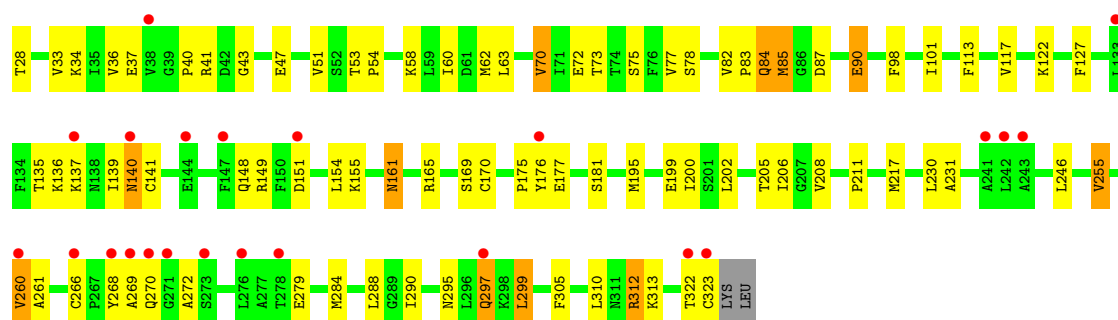 T28 V33 K34 I35 V36 E37 V38 G39 P40 R41 D42 G43 E47 V51 S52 T53 P54 K58 L59 I60 D61 M62 L63 V70 I71 E72 T73 T74 S75 F76 V77 S78 V82 P83 Q84 M85 G86 D87 E90 F98 I101 F113 V117 K122 F127 L133
F134 T135 K136 K137 N138 I139 N140 C141 E144 F147 Q148 R149 F150 D151 L154 K155 N161 R165 S169 C170 P175 Y176 E177 S181 M195 E199 I200 S201 L202 T205 I206 G207 V208 P211 M217 L230 A231 A241 L242 A243 L246 V255
V260 A261 C266 P267 Y268 A269 Q270 G271 A272 S273 L276 A277 T278 E279 M284 L288 G289 I290 N295 L296 Q297 K298 L299 F305 L310 N311 R312 K313 T322 C323 LYS LEU